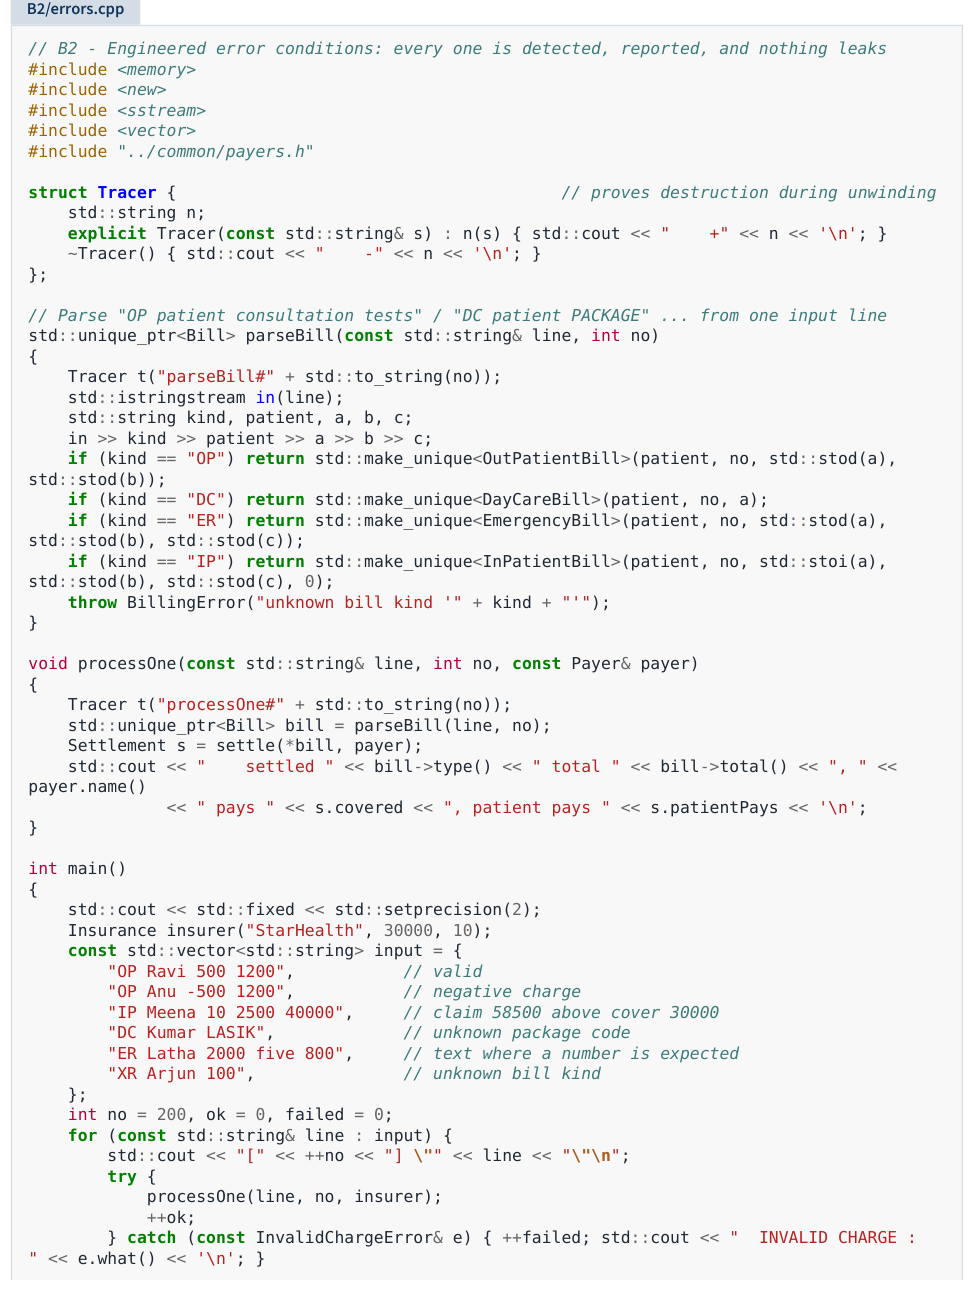 B2/errors.cpp
// B2 - Engineered error conditions: every one is detected, reported, and nothing leaks
#include <memory>
#include <new>
#include <sstream>
#include <vector>
#include "../common/payers.h"

struct Tracer {                                       // proves destruction during unwinding
    std::string n;
    explicit Tracer(const std::string& s) : n(s) { std::cout << "    +" << n << '\n'; }
    ~Tracer() { std::cout << "    -" << n << '\n'; }
};

// Parse "OP patient consultation tests" / "DC patient PACKAGE" ... from one input line
std::unique_ptr<Bill> parseBill(const std::string& line, int no)
{
    Tracer t("parseBill#" + std::to_string(no));
    std::istringstream in(line);
    std::string kind, patient, a, b, c;
    in >> kind >> patient >> a >> b >> c;
    if (kind == "OP") return std::make_unique<OutPatientBill>(patient, no, std::stod(a),
std::stod(b));
    if (kind == "DC") return std::make_unique<DayCareBill>(patient, no, a);
    if (kind == "ER") return std::make_unique<EmergencyBill>(patient, no, std::stod(a),
std::stod(b), std::stod(c));
    if (kind == "IP") return std::make_unique<InPatientBill>(patient, no, std::stoi(a),
std::stod(b), std::stod(c), 0);
    throw BillingError("unknown bill kind '" + kind + "'");
}

void processOne(const std::string& line, int no, const Payer& payer)
{
    Tracer t("processOne#" + std::to_string(no));
    std::unique_ptr<Bill> bill = parseBill(line, no);
    Settlement s = settle(*bill, payer);
    std::cout << "    settled " << bill->type() << " total " << bill->total() << ", " <<
payer.name()
              << " pays " << s.covered << ", patient pays " << s.patientPays << '\n';
}

int main()
{
    std::cout << std::fixed << std::setprecision(2);
    Insurance insurer("StarHealth", 30000, 10);
    const std::vector<std::string> input = {
        "OP Ravi 500 1200",           // valid
        "OP Anu -500 1200",           // negative charge
        "IP Meena 10 2500 40000",     // claim 58500 above cover 30000
        "DC Kumar LASIK",             // unknown package code
        "ER Latha 2000 five 800",     // text where a number is expected
        "XR Arjun 100",               // unknown bill kind
    };
    int no = 200, ok = 0, failed = 0;
    for (const std::string& line : input) {
        std::cout << "[" << ++no << "] \"" << line << "\"\n";
        try {
            processOne(line, no, insurer);
            ++ok;
        } catch (const InvalidChargeError& e) { ++failed; std::cout << "  INVALID CHARGE :
" << e.what() << '\n'; }